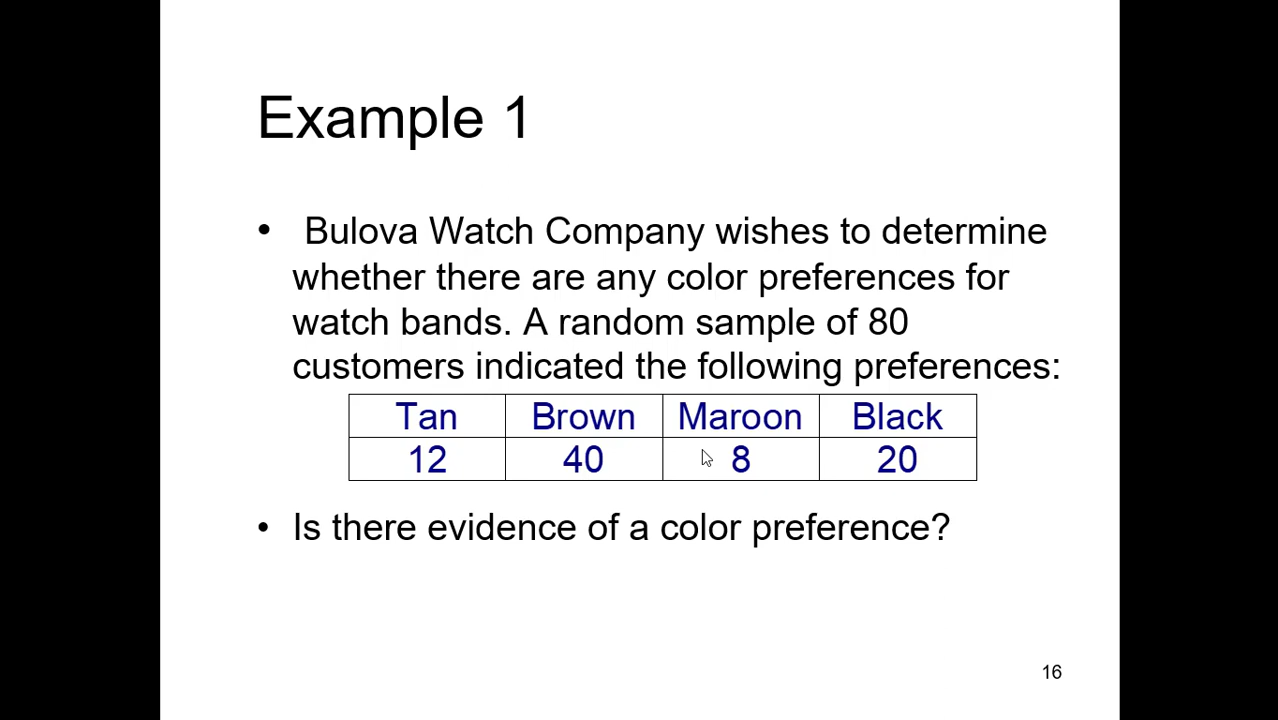 Example 1
• Bulova Watch Company wishes to determine
whether there are any color preferences for
watch bands. A random sample of 80
customers indicated the following preferences:
Tan Brown Maroon Black
12 40 8 20
• Is there evidence of a color preference?
16